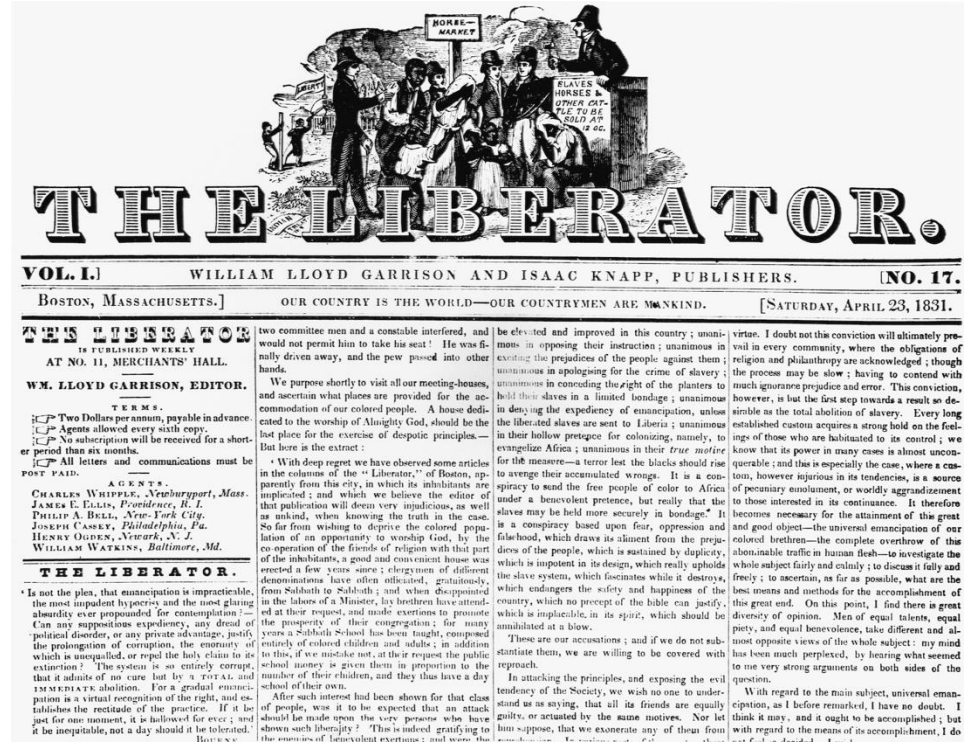 HORSE—
MARKET
SLAVES
HORSES &
OTHER CAT-
TLE TO BE
SOLD AT
12 OC.
THE LIBERATOR.
VOL. I.] WILLIAM LLOYD GARRISON AND ISAAC KNAPP, PUBLISHERS. [NO. 17.
BOSTON, MASSACHUSETTS.] OUR COUNTRY IS THE WORLD—OUR COUNTRYMEN ARE MANKIND. [SATURDAY, APRIL 23, 1831.
THE LIBERATOR
IS PUBLISHED WEEKLY
AT NO. 11, MERCHANTS' HALL.
WM. LLOYD GARRISON, EDITOR.
TERMS.
Two Dollars per annum, payable in advance.
Agents allowed every sixth copy.
No subscription will be received for a short-
er period than six months.
All letters and communications must be
POST PAID.
AGENTS.
CHARLES WHIPPLE, Newburyport, Mass.
JAMES E. ELLIS, Providence, R. I.
PHILIP A. BELL, New-York City.
JOSEPH CASSEY, Philadelphia, Pa.
HENRY OGDEN, Newark, N. J.
WILLIAM WATKINS, Baltimore, Md.
THE LIBERATOR.
'Is not the plea, that emancipation is impracticable,
the most impudent hypocrisy and the most glaring
absurdity ever propounded for contemplation?—
Can any suppositious expediency, any dread of
political disorder, or any private advantage, justify
the prolongation of corruption, the enormity of
which is unequalled, or repel the holy claim to its
extinction? The system is so entirely corrupt,
that it admits of no cure but by a TOTAL and
IMMEDIATE abolition. For a gradual emanci-
pation is a virtual recognition of the right, and es-
tablishes the rectitude of the practice. If it be
just for one moment, it is hallowed for ever; and
if it be inequitable, not a day should it be tolerated.'
BOURNE
two committee men and a constable interfered, and
would not permit him to take his seat! He was fi-
nally driven away, and the pew passed into other
hands.
We purpose shortly to visit all our meeting-houses,
and ascertain what places are provided for the ac-
commodation of our colored people. A house dedi-
cated to the worship of Almighty God, should be the
last place for the exercise of despotic principles.—
But here is the extract:
'With deep regret we have observed some articles
in the columns of the "Liberator," of Boston, ap-
parently from this city, in which its inhabitants are
implicated; and which we believe the editor of
that publication will deem very injudicious, as well
as unkind, when knowing the truth in the case.
So far from wishing to deprive the colored popu-
lation of an opportunity to worship God, by the
co-operation of the friends of religion with that part
of the inhabitants, a good and convenient house was
erected a few years since; clergymen of different
denominations have often officiated, gratuitously,
from Sabbath to Sabbath; and when disappointed
in the labors of a Minister, lay brethren have attend-
ed at their request, and made exertions to promote
the prosperity of their congregation; for many
years a Sabbath School has been taught, composed
entirely of colored children and adults; in addition
to this, if we mistake not, at their request the public
school money is given them in proportion to the
number of their children, and they thus have a day
school of their own.
After such interest had been shown for that class
of people, was it to be expected that an attack
should be made upon the very persons who have
shown such liberality? This is indeed gratifying to
the enemies of benevolent exertions; and were the
be elevated and improved in this country; unani-
mous in opposing their instruction; unanimous in
exciting the prejudices of the people against them;
unanimous in apologising for the crime of slavery;
unanimous in conceding the right of the planters to
hold their slaves in a limited bondage; unanimous
in denying the expediency of emancipation, unless
the liberated slaves are sent to Liberia; unanimous
in their hollow pretence for colonizing, namely, to
evangelize Africa; unanimous in their true motive
for the measure—a terror lest the blacks should rise
to avenge their accumulated wrongs. It is a con-
spiracy to send the free people of color to Africa
under a benevolent pretence, but really that the
slaves may be held more securely in bondage. It
is a conspiracy based upon fear, oppression and
falsehood, which draws its aliment from the preju-
dices of the people, which is sustained by duplicity,
which is impotent in its design, which really upholds
the slave system, which fascinates while it destroys,
which endangers the safety and happiness of the
country, which no precept of the bible can justify,
which is implacable in its spirit, which should be
annihilated at a blow.
These are our accusations; and if we do not sub-
stantiate them, we are willing to be covered with
reproach.
In attacking the principles, and exposing the evil
tendency of the Society, we wish no one to under-
stand us as saying, that all its friends are equally
guilty, or actuated by the same motives. Nor let
him suppose, that we exonerate any of them from
virtue. I doubt not this conviction will ultimately pre-
vail in every community, where the obligations of
religion and philanthropy are acknowledged; though
the process may be slow; having to contend with
much ignorance prejudice and error. This conviction,
however, is but the first step towards a result so de-
sirable as the total abolition of slavery. Every long
established custom acquires a strong hold on the feel-
ings of those who are habituated to its control; we
know that its power in many cases is almost uncon-
querable; and this is especially the case, where a cus-
tom, however injurious in its tendencies, is a source
of pecuniary emolument, or worldly aggrandizement
to those interested in its continuance. It therefore
becomes necessary for the attainment of this great
and good object—the universal emancipation of our
colored brethren—the complete overthrow of this
abominable traffic in human flesh—to investigate the
whole subject fairly and calmly; to discuss it fully and
freely; to ascertain, as far as possible, what are the
best means and methods for the accomplishment of
this great end. On this point, I find there is great
diversity of opinion. Men of equal talents, equal
piety, and equal benevolence, take different and al-
most opposite views of the whole subject: my mind
has been much perplexed, by hearing what seemed
to me very strong arguments on both sides of the
question.
With regard to the main subject, universal eman-
cipation, as I before remarked, I have no doubt. I
think it may, and it ought to be accomplished; but
with regard to the means of its accomplishment, I do